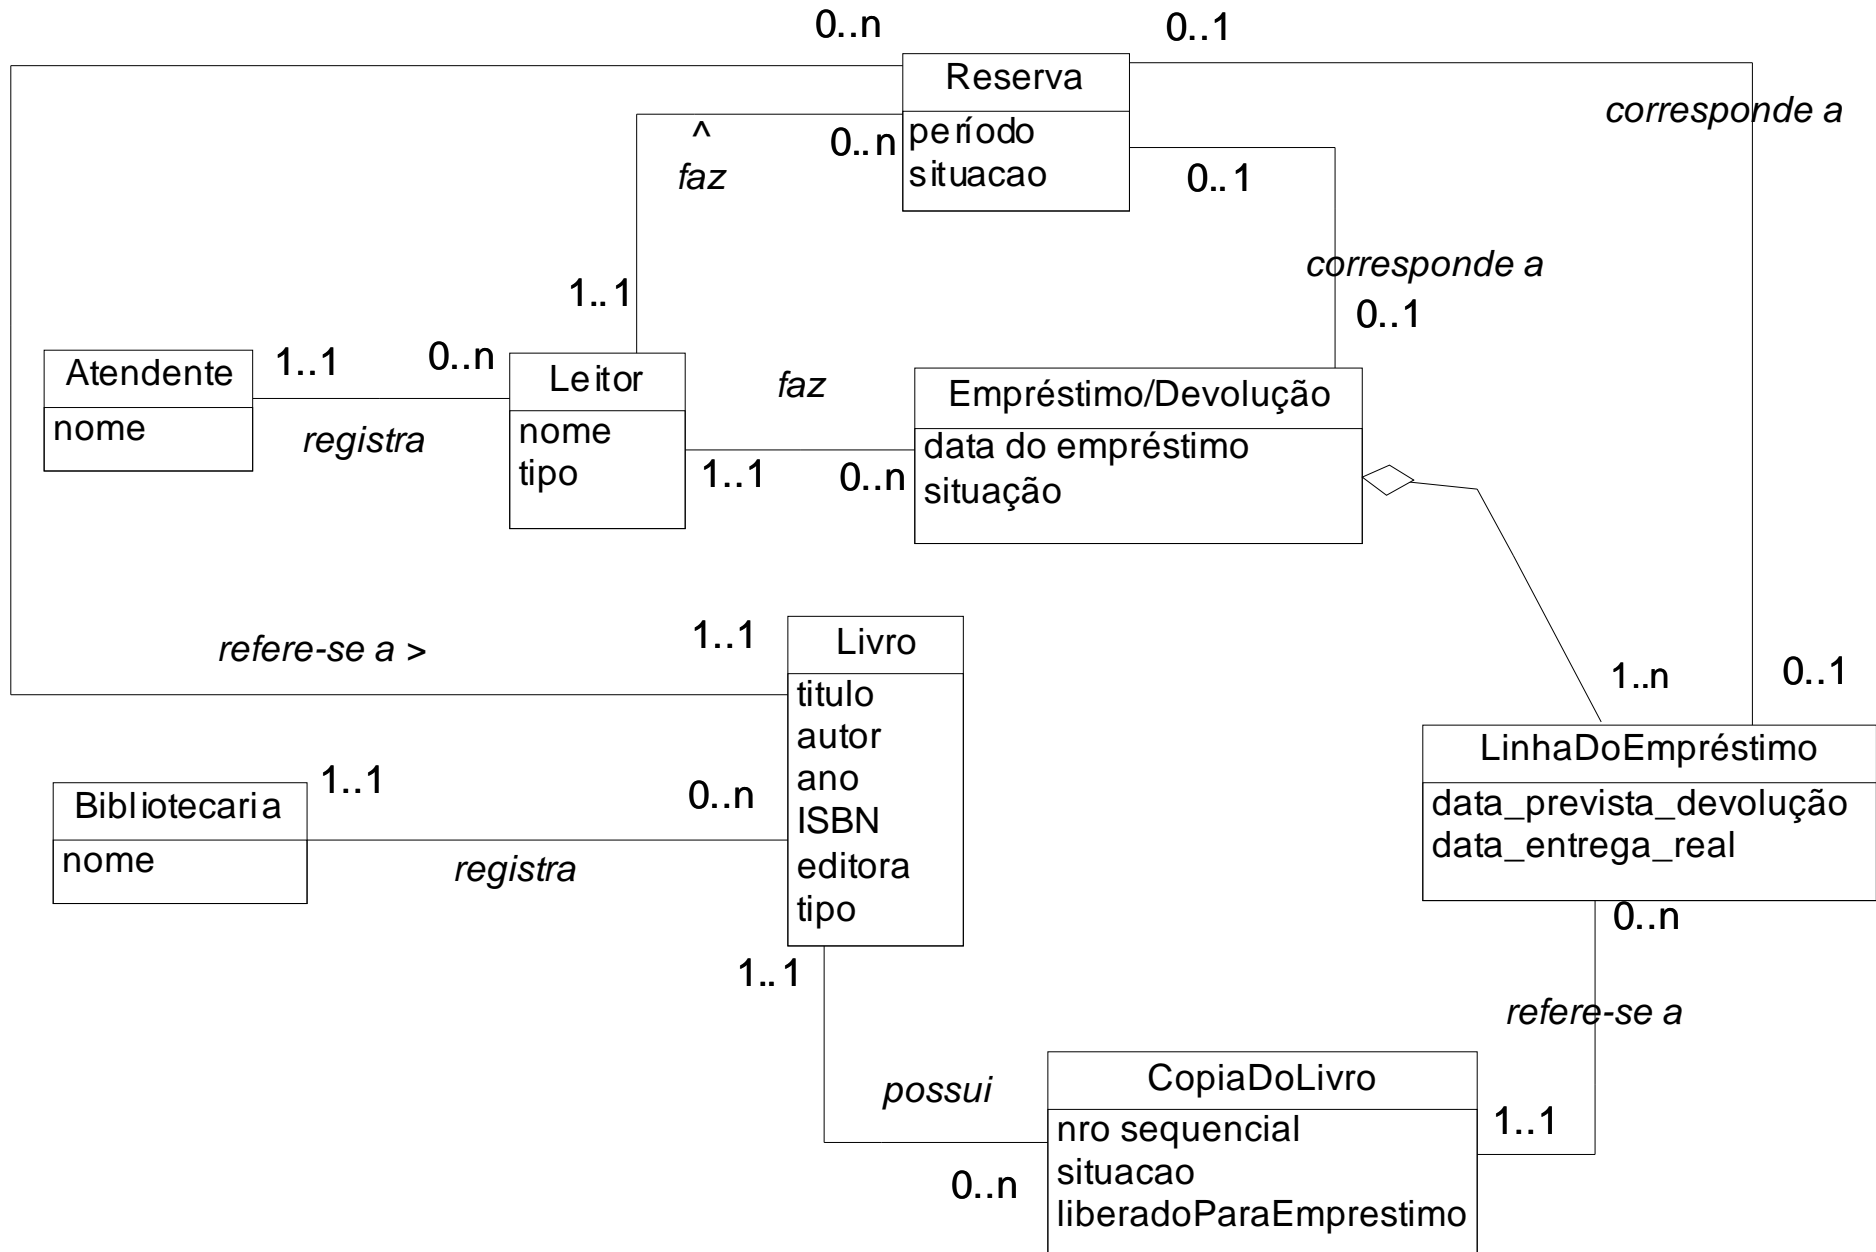 0..n
0..1
Reserva
corresponde a
^
0..n
período
faz
situacao
0..1
corresponde a
1..1
0..1
Atendente
1..1
0..n
Leitor
faz
Empréstimo/Devolução
nome
registra
nome
tipo
1..1
0..n
data do empréstimo
situação
refere-se a >
1..1
Livro
1..n
0..1
titulo
autor
ano
ISBN
editora
tipo
LinhaDoEmpréstimo
data_prevista_devolução
data_entrega_real
Bibliotecaria
1..1
0..n
nome
registra
0..n
1..1
refere-se a
possui
CopiaDoLivro
nro sequencial
situacao
liberadoParaEmprestimo
1..1
0..n